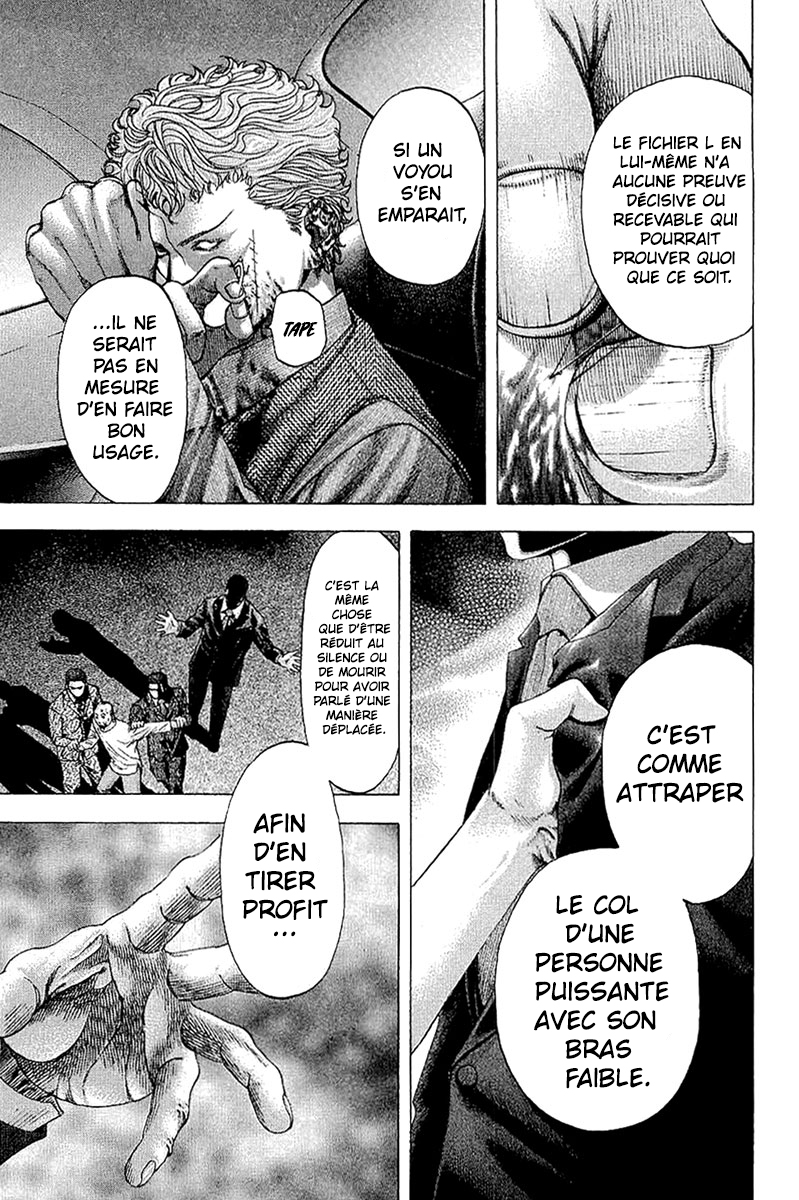 LE FICHIER L EN
LUI-MÊME N'A
AUCUNE PREUVE
DÉCISIVE OU
RECEVABLE QUI
POURRAIT
PROUVER QUOI
QUE CE SOIT.
SI UN
VOYOU
S'EN
EMPARAIT,
TAPE
...IL NE
SERAIT
PAS EN
MESURE
D'EN FAIRE
BON
USAGE.
C'EST
COMME
ATTRAPER
LE COL
D'UNE
PERSONNE
PUISSANTE
AVEC SON
BRAS
FAIBLE.
C'EST LA
MÊME
CHOSE
QUE D'ÊTRE
RÉDUIT AU
SILENCE OU
DE MOURIR
POUR AVOIR
PARLÉ D'UNE
MANIÈRE
DÉPLACÉE.
AFIN
D'EN
TIRER
PROFIT
...